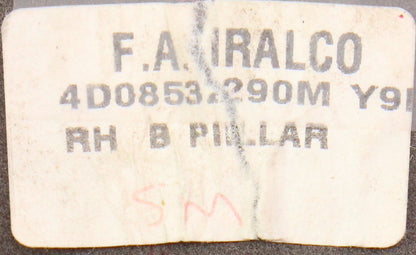 F.A. IRALCO
4D0853290M Y9
RH B PILLAR
SM